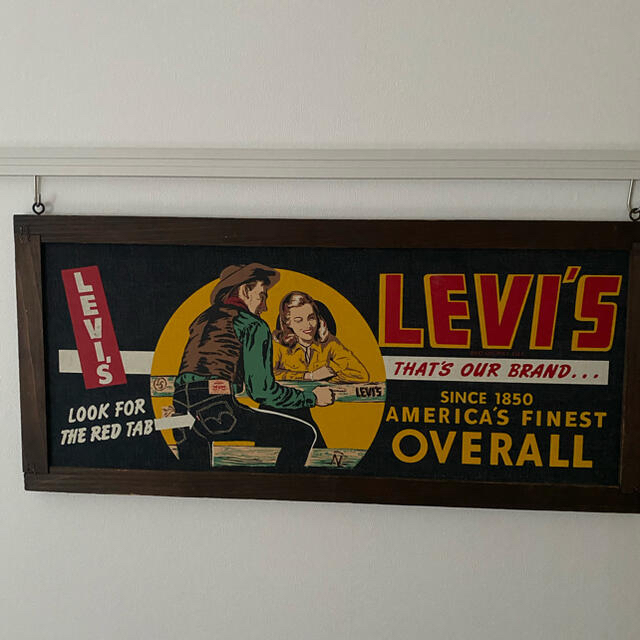 LEVI'S
LOOK FOR
THE RED TAB
LEVI'S
LEVI'S
THAT'S OUR BRAND...
SINCE 1850
AMERICA'S FINEST
OVERALL